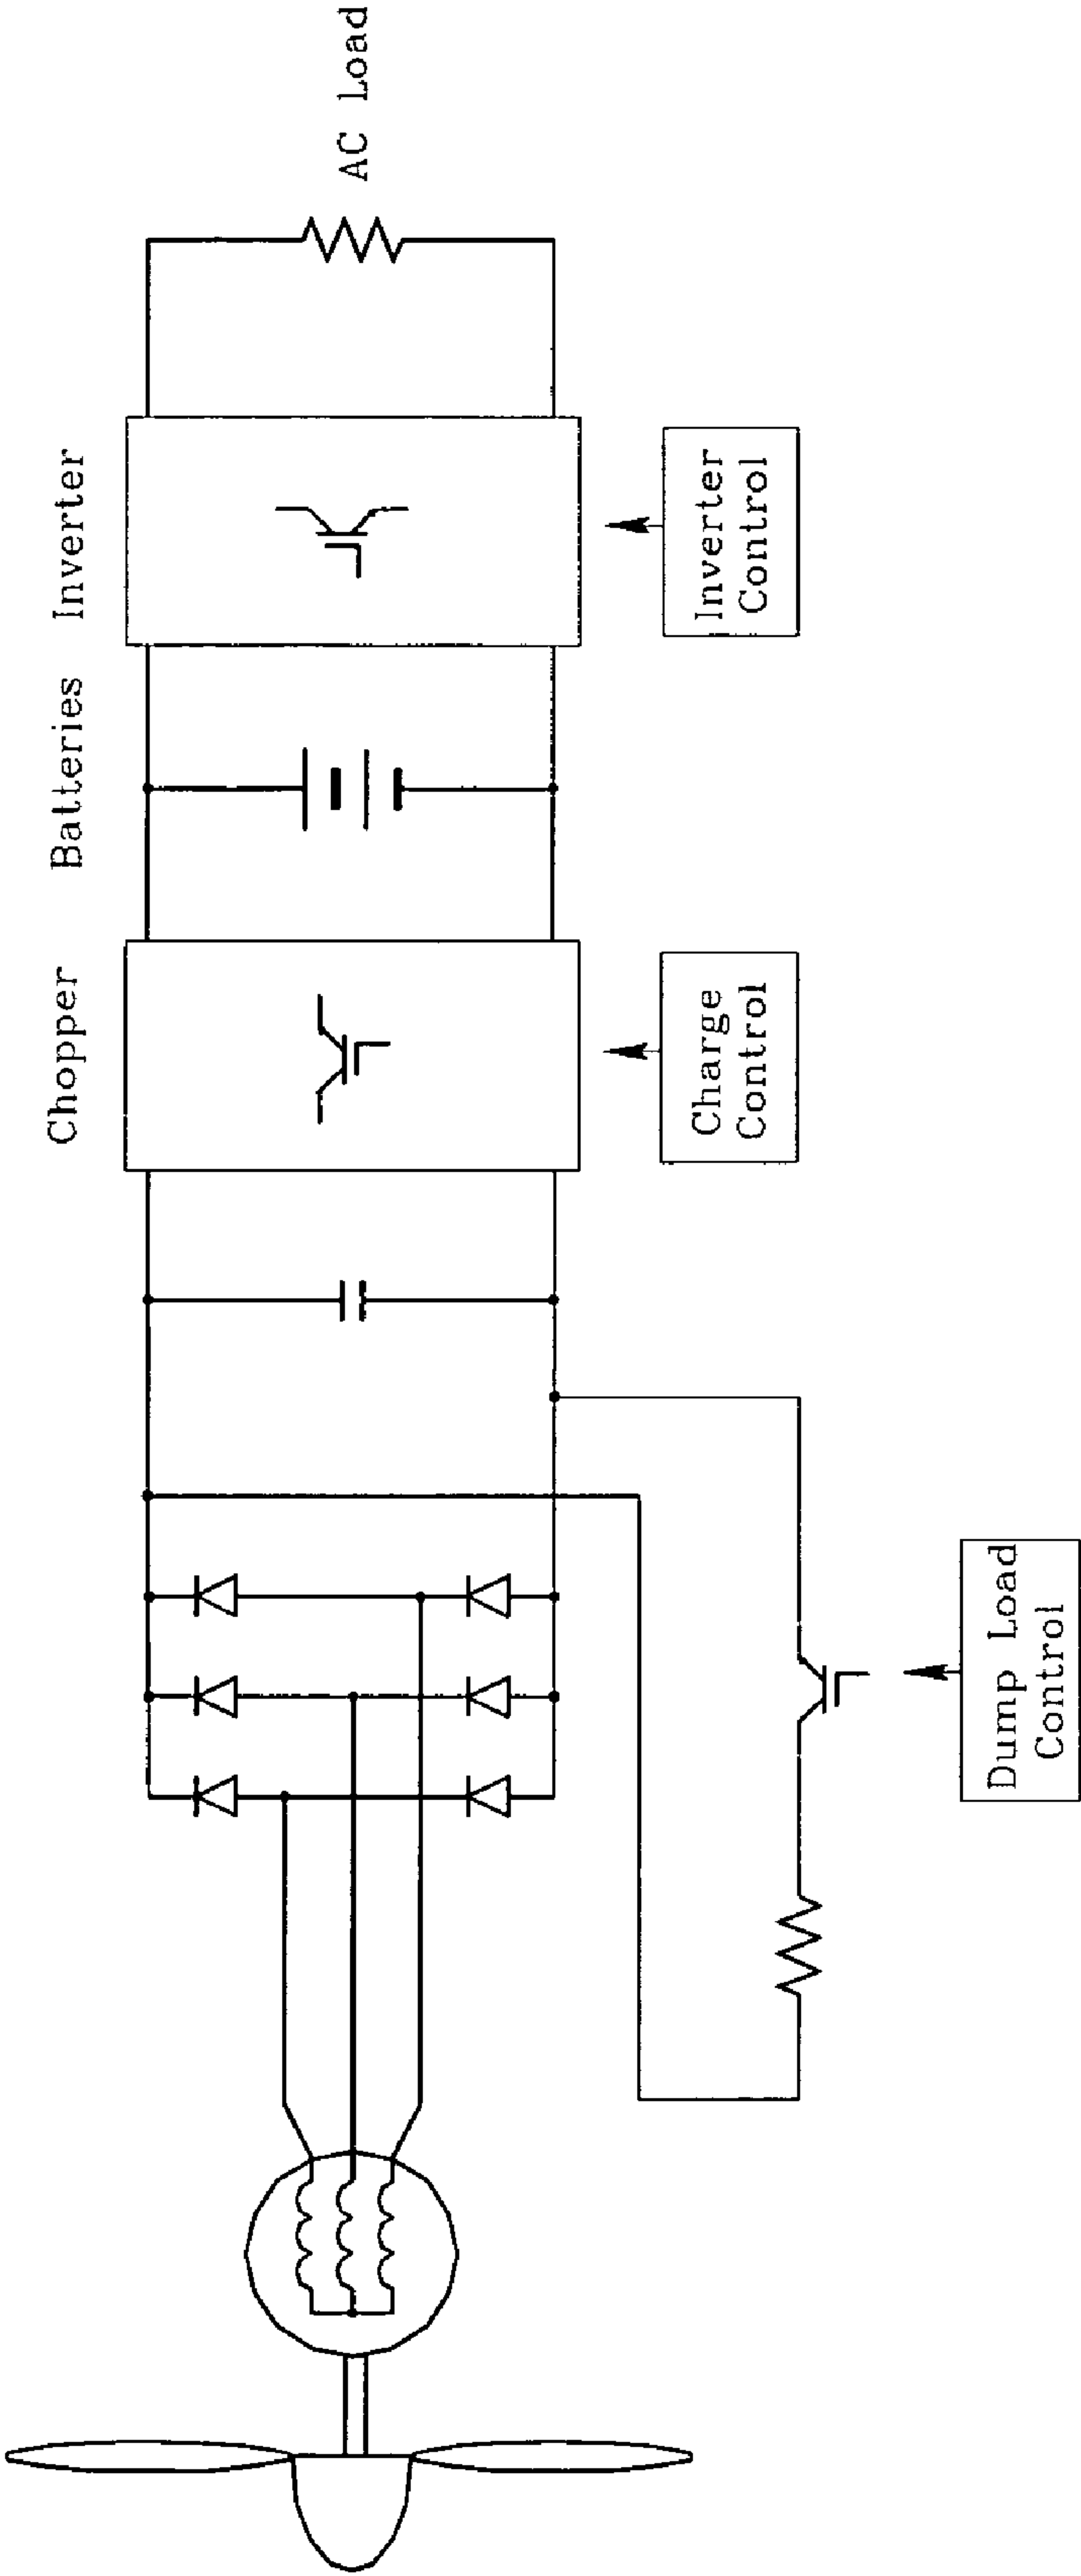 Chopper
Batteries
Inverter
AC Load
Dump Load
Control
Charge
Control
Inverter
Control